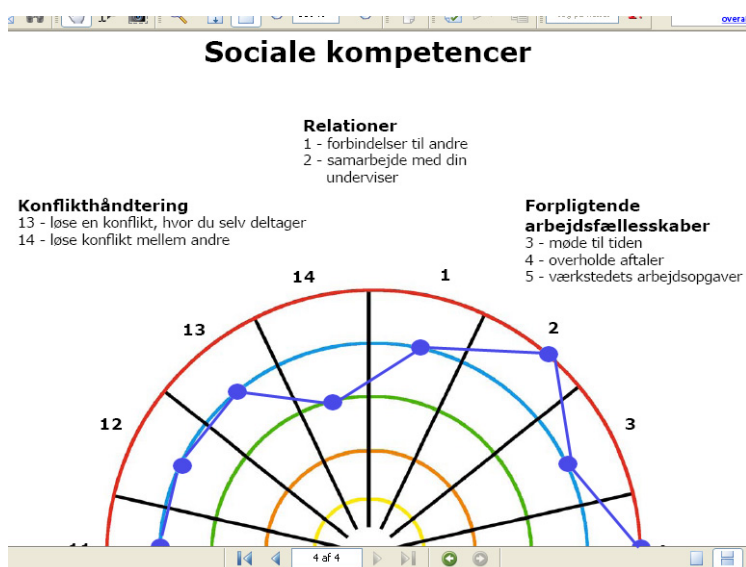 overa
Sociale kompetencer
Relationer
1 - forbindelser til andre
2 - samarbejde med din
underviser
Konflikthåndtering
13 - løse en konflikt, hvor du selv deltager
14 - løse konflikt mellem andre
Forpligtende
arbejdsfællesskaber
3 - møde til tiden
4 - overholde aftaler
5 - værkstedets arbejdsopgaver
14
1
13
2
12
3
4 af 4